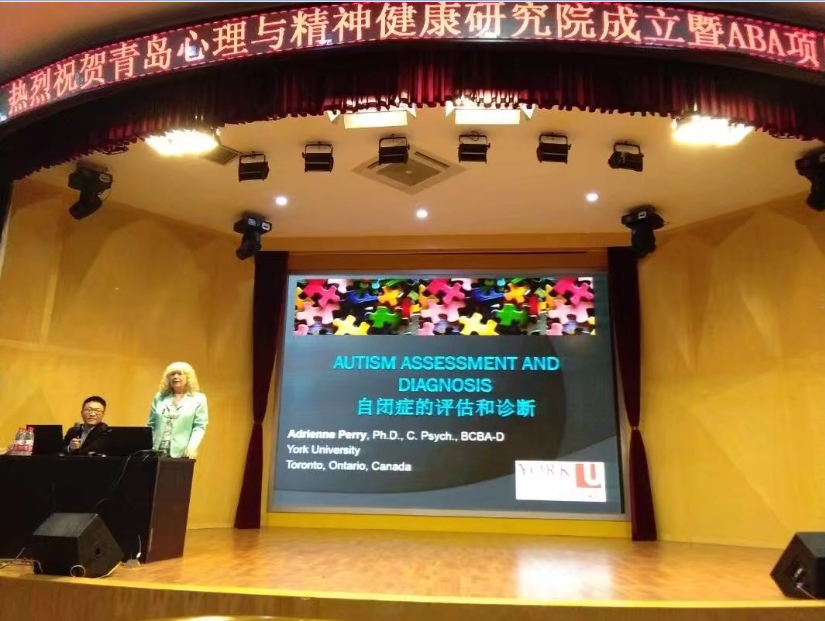 热烈祝贺青岛心理与精神健康研究院成立暨ABA项
AUTISM ASSESSMENT AND
DIAGNOSIS
自闭症的评估和诊断
Adrienne Perry, Ph.D., C. Psych., BCBA-D
York University
Toronto, Ontario, Canada
YORK U